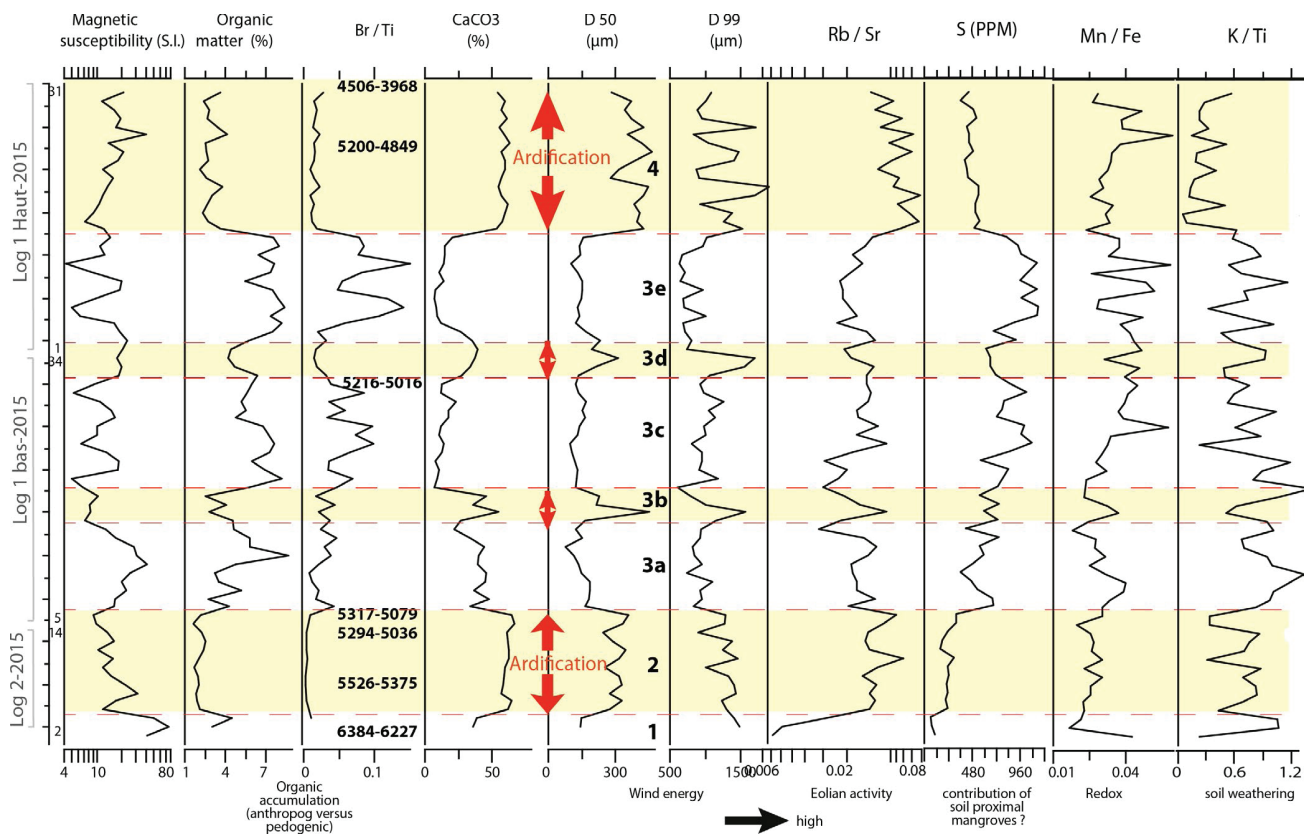 Magnetic
susceptibility (S.I.)
Organic
matter (%)
Br / Ti
CaCO3
(%)
D 50
(µm)
D 99
(µm)
Rb / Sr
S (PPM)
Mn / Fe
K / Ti
Log 1 Haut-2015
Log 1 bas-2015
Log 2-2015
31
1
34
5
14
2
4506-3968
5200-4849
5216-5016
5317-5079
5294-5036
5526-5375
6384-6227
Ardification
Ardification
4
3e
3d
3c
3b
3a
2
1
4 10 80
1 4 7
0 0.1
0 50
0 300
500 1500
0.006 0.02 0.08
480 960
0.01 0.04
0 0.6 1.2
Organic
accumulation
(anthropog versus
pedogenic)
Wind energy
Eolian activity
contribution of
soil proximal
mangroves ?
Redox
soil weathering
high